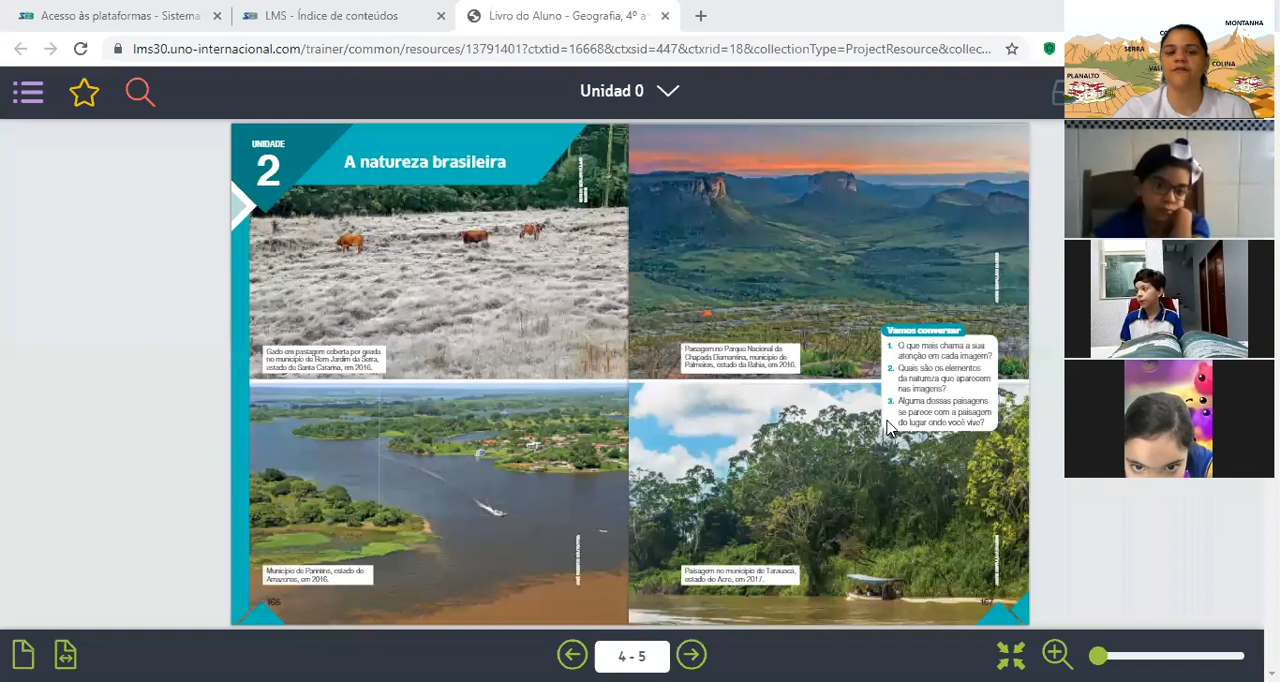 Acesso às plataformas - Sistema
LMS - Índice de conteúdos
Livro do Aluno - Geografia, 4º a
lms30.uno-internacional.com/trainer/common/resources/13791401?ctxtid=16668&ctxsid=447&ctxrid=18&collectionType=ProjectResource&collec...
MONTANHA
SERRA
COLINA
PLANALTO
Unidad 0
UNIDADE
2
A natureza brasileira
Gado em pastagem coberta por geada
no município de Bom Jardim da Serra,
estado de Santa Catarina, em 2016.
Paisagem no Parque Nacional da
Chapada Diamantina, município de
Palmeiras, estado da Bahia, em 2016.
Vamos conversar
1. O que mais chama a sua
atenção em cada imagem?
2. Quais são os elementos
da natureza que aparecem
nas imagens?
3. Alguma dessas paisagens
se parece com a paisagem
do lugar onde você vive?
Município de Parintins, estado do
Amazonas, em 2016.
Paisagem no município de Tarauacá,
estado do Acre, em 2017.
166
167
4 - 5